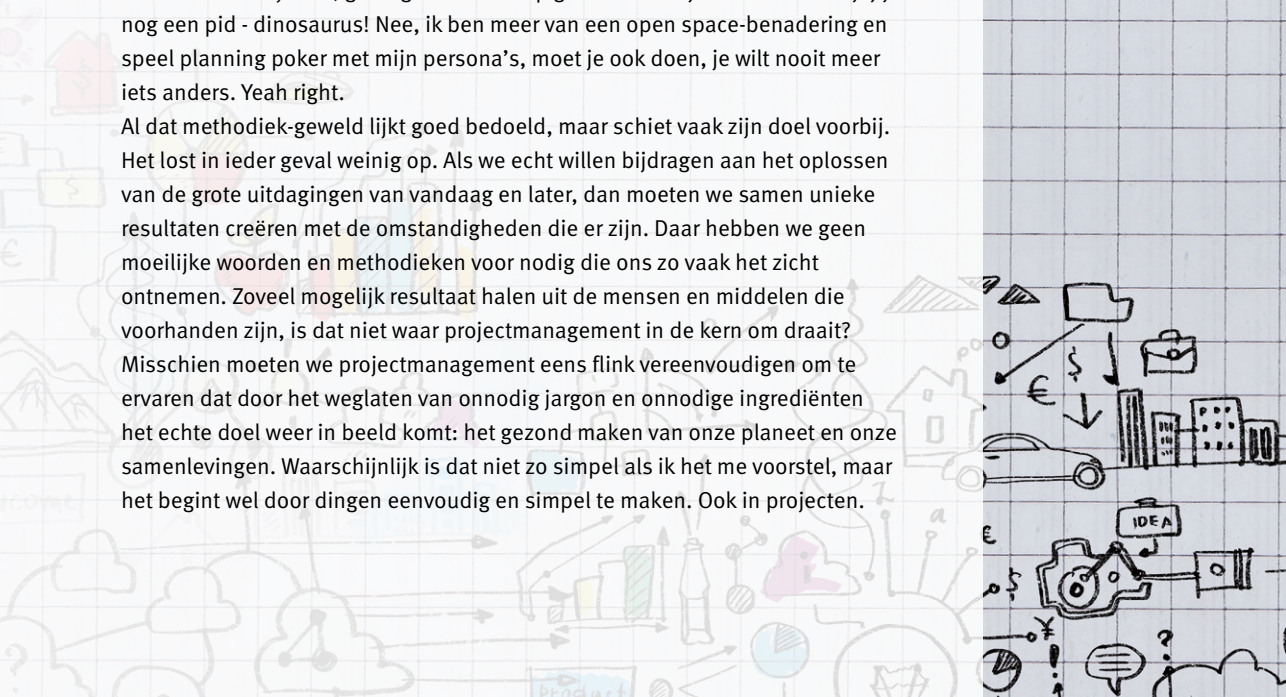 nog een pid - dinosaurus! Nee, ik ben meer van een open space-benadering en
speel planning poker met mijn persona’s, moet je ook doen, je wilt nooit meer
iets anders. Yeah right.
Al dat methodiek-geweld lijkt goed bedoeld, maar schiet vaak zijn doel voorbij.
Het lost in ieder geval weinig op. Als we echt willen bijdragen aan het oplossen
van de grote uitdagingen van vandaag en later, dan moeten we samen unieke
resultaten creëren met de omstandigheden die er zijn. Daar hebben we geen
moeilijke woorden en methodieken voor nodig die ons zo vaak het zicht
ontnemen. Zoveel mogelijk resultaat halen uit de mensen en middelen die
voorhanden zijn, is dat niet waar projectmanagement in de kern om draait?
Misschien moeten we projectmanagement eens flink vereenvoudigen om te
ervaren dat door het weglaten van onnodig jargon en onnodige ingrediënten
het echte doel weer in beeld komt: het gezond maken van onze planeet en onze
samenlevingen. Waarschijnlijk is dat niet zo simpel als ik het me voorstel, maar
het begint wel door dingen eenvoudig en simpel te maken. Ook in projecten.
IDEA
product